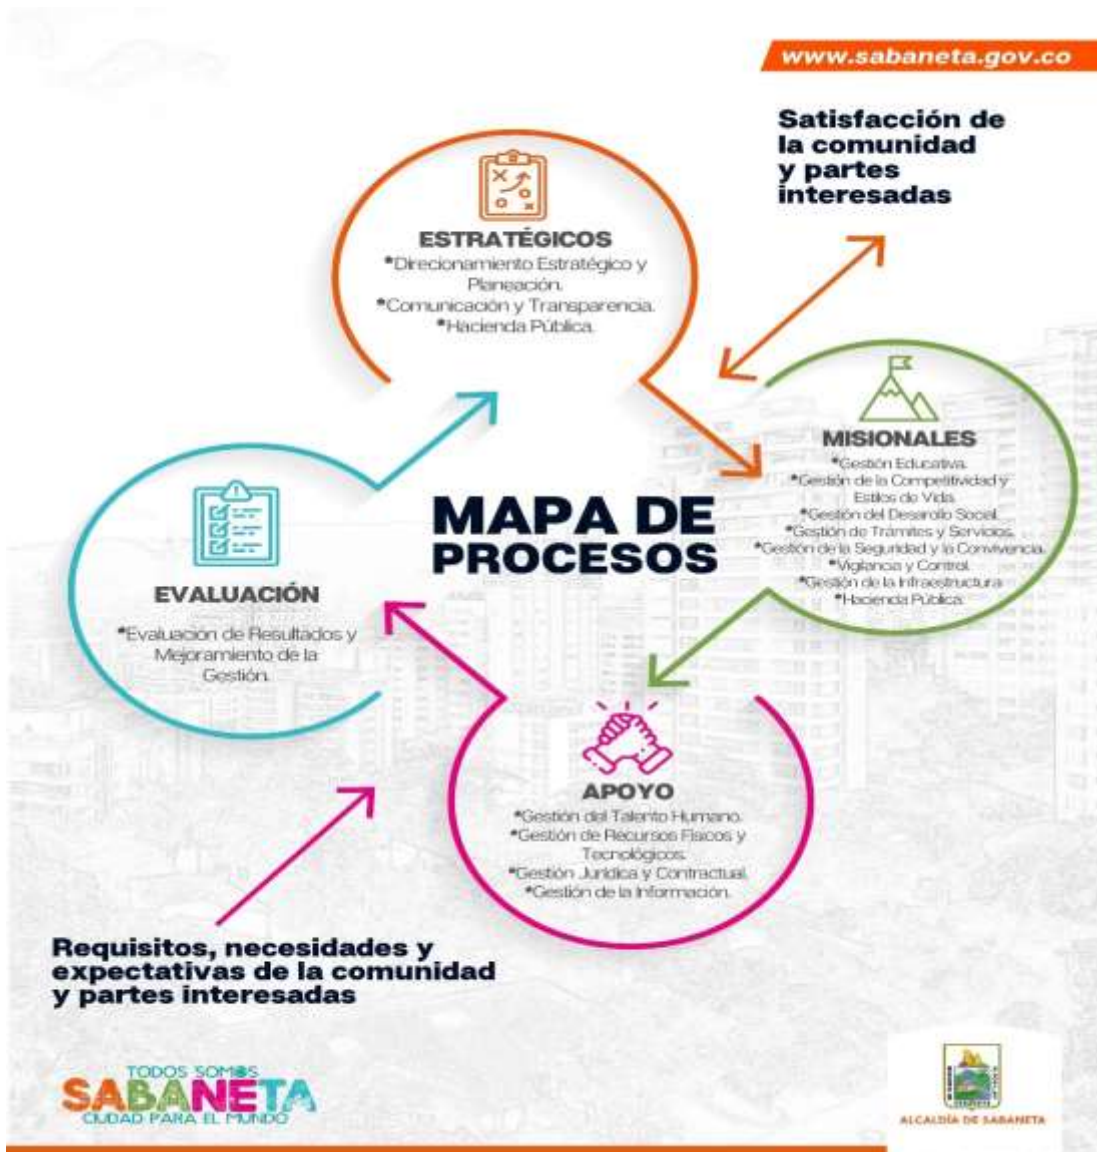 www.sabaneta.gov.co
Satisfacción de
la comunidad
y partes
interesadas
ESTRATÉGICOS
*Direcionamiento Estratégico y
Planeación.
*Comunicación y Transparencia.
*Hacienda Pública.
MISIONALES
*Gestión Educativa.
*Gestión de la Competitividad y
Estilos de Vida.
*Gestión del Desarollo Social.
*Gestión de Trámites y Servicios.
*Gestión de la Seguridad y la Convivencia.
*Vigilancia y Control.
*Gestión de la Infraestructura
*Hacienda Pública.
MAPA DE
PROCESOS
EVALUACIÓN
*Evaluación de Resultados y
Mejoramiento de la
Gestión.
APOYO
*Gestión del Talento Humano.
*Gestión de Recursos Físicos y
Tecnológicos.
*Gestión Jurídica y Contractual.
*Gestión de la Información.
Requisitos, necesidades y
expectativas de la comunidad
y partes interesadas
TODOS SOMOS
SABANETA
CIUDAD PARA EL MUNDO
ALCALDÍA DE SABANETA